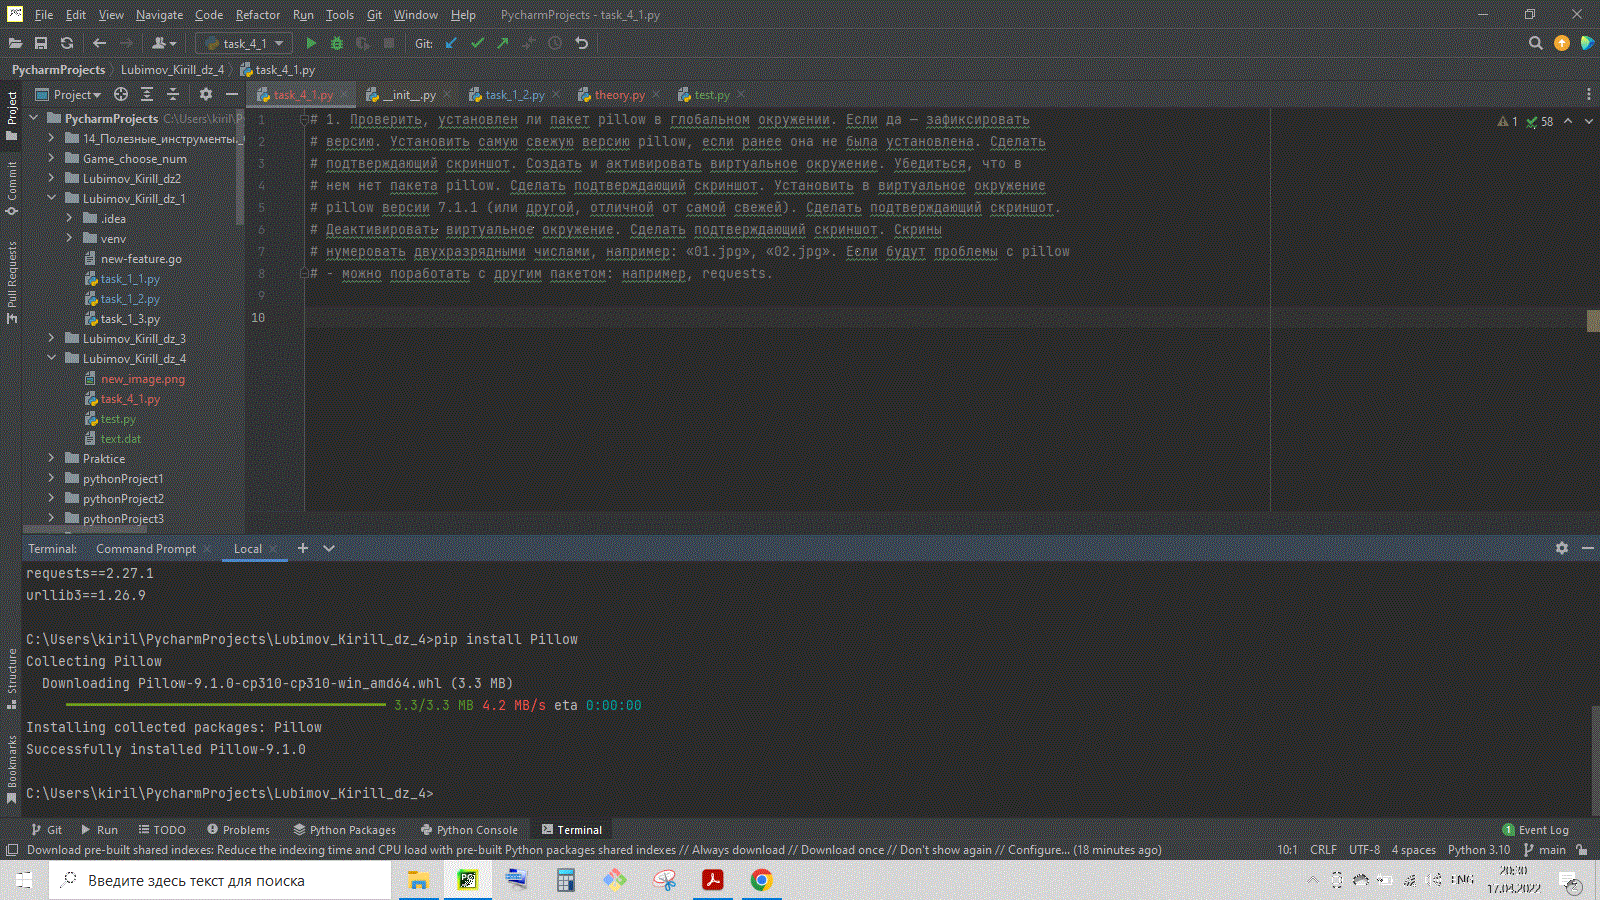 File Edit View Navigate Code Refactor Run Tools Git Window Help PycharmProjects - task_4_1.py
task_4_1 Git:
PycharmProjects Lubimov_Kirill_dz_4 task_4_1.py
Project task_4_1.py __init__.py task_1_2.py theory.py test.py
Project
Commit
Pull Requests
Structure
Bookmarks
PycharmProjects C:\Users\kiril\P
14_Полезные_инструменты_
Game_choose_num
Lubimov_Kirill_dz2
Lubimov_Kirill_dz_1
.idea
venv
new-feature.go
task_1_1.py
task_1_2.py
task_1_3.py
Lubimov_Kirill_dz_3
Lubimov_Kirill_dz_4
new_image.png
task_4_1.py
test.py
text.dat
Praktice
pythonProject1
pythonProject2
pythonProject3
1 58
1 # 1. Проверить, установлен ли пакет pillow в глобальном окружении. Если да – зафиксировать
2 # версию. Установить самую свежую версию pillow, если ранее она не была установлена. Сделать
3 # подтверждающий скриншот. Создать и активировать виртуальное окружение. Убедиться, что в
4 # нем нет пакета pillow. Сделать подтверждающий скриншот. Установить в виртуальное окружение
5 # pillow версии 7.1.1 (или другой, отличной от самой свежей). Сделать подтверждающий скриншот.
6 # Деактивировать виртуальное окружение. Сделать подтверждающий скриншот. Скрины
7 # нумеровать двухразрядными числами, например: «01.jpg», «02.jpg». Если будут проблемы с pillow
8 # - можно поработать с другим пакетом: например, requests.
9
10
Terminal: Command Prompt Local
requests==2.27.1
urllib3==1.26.9
C:\Users\kiril\PycharmProjects\Lubimov_Kirill_dz_4>pip install Pillow
Collecting Pillow
Downloading Pillow-9.1.0-cp310-cp310-win_amd64.whl (3.3 MB)
3.3/3.3 MB 4.2 MB/s eta 0:00:00
Installing collected packages: Pillow
Successfully installed Pillow-9.1.0
C:\Users\kiril\PycharmProjects\Lubimov_Kirill_dz_4>
Git Run TODO Problems Python Packages Python Console Terminal 1 Event Log
Download pre-built shared indexes: Reduce the indexing time and CPU load with pre-built Python packages shared indexes // Always download // Download once // Don't show again // Configure... (18 minutes ago) 10:1 CRLF UTF-8 4 spaces Python 3.10 main
Введите здесь текст для поиска ENG 20:30
17.04.2022 2